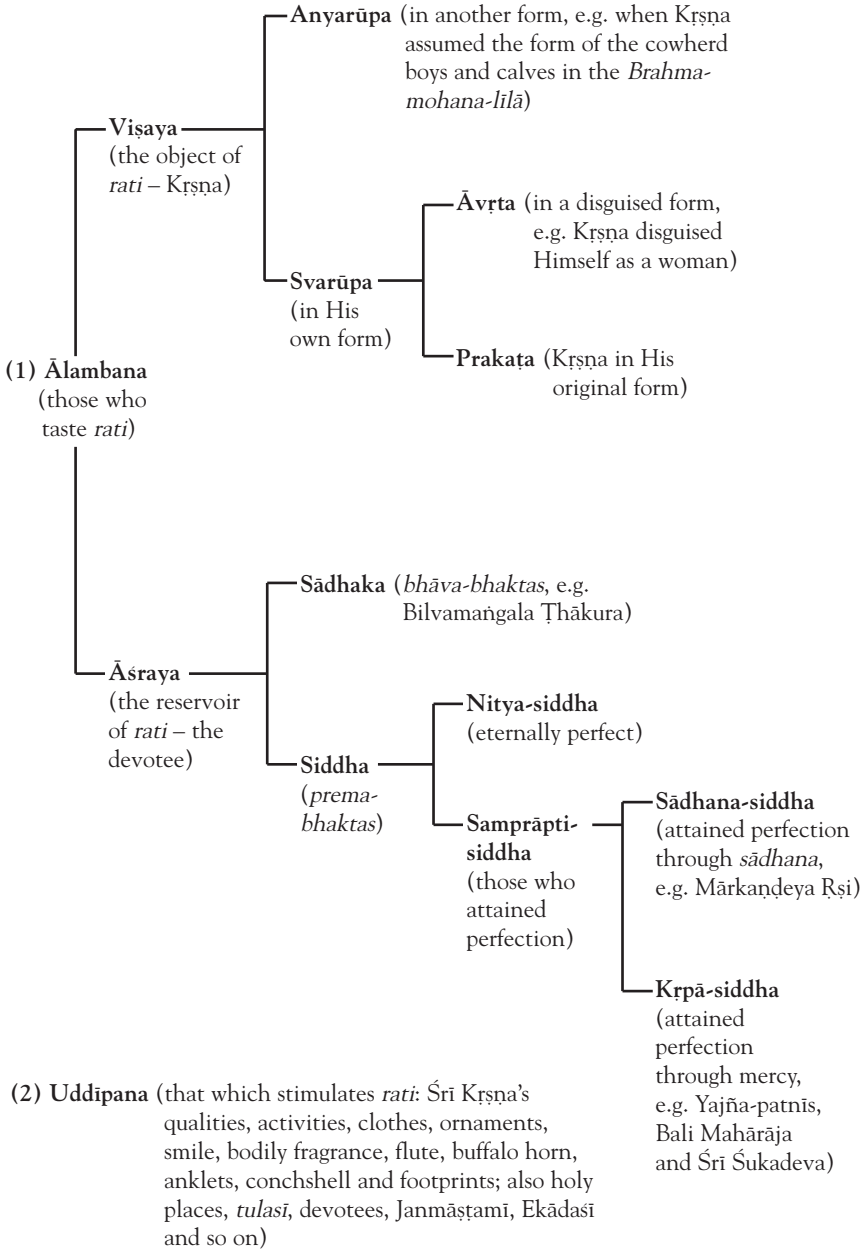 Anyarūpa (in another form, e.g. when Kṛṣṇa
assumed the form of the cowherd
boys and calves in the Brahma-
mohana-līlā)
Viṣaya
(the object of
rati – Kṛṣṇa)
Āvṛta (in a disguised form,
e.g. Kṛṣṇa disguised
Himself as a woman)
Svarūpa
(in His
own form)
Prakaṭa (Kṛṣṇa in His
original form)
(1) Ālambana
(those who
taste rati)
Sādhaka (bhāva-bhaktas, e.g.
Bilvamaṅgala Ṭhākura)
Āśraya
(the reservoir
of rati – the
devotee)
Nitya-siddha
(eternally perfect)
Siddha
(prema-
bhaktas)
Samprāpti-
siddha
(those who
attained
perfection)
Sādhana-siddha
(attained perfection
through sādhana,
e.g. Mārkaṇḍeya Ṛṣi)
Kṛpā-siddha
(attained
perfection
through mercy,
e.g. Yajña-patnīs,
Bali Mahārāja
and Śrī Śukadeva)
(2) Uddīpana (that which stimulates rati: Śrī Kṛṣṇa’s
qualities, activities, clothes, ornaments,
smile, bodily fragrance, flute, buffalo horn,
anklets, conchshell and footprints; also holy
places, tulasī, devotees, Janmāṣṭamī, Ekādaśī
and so on)